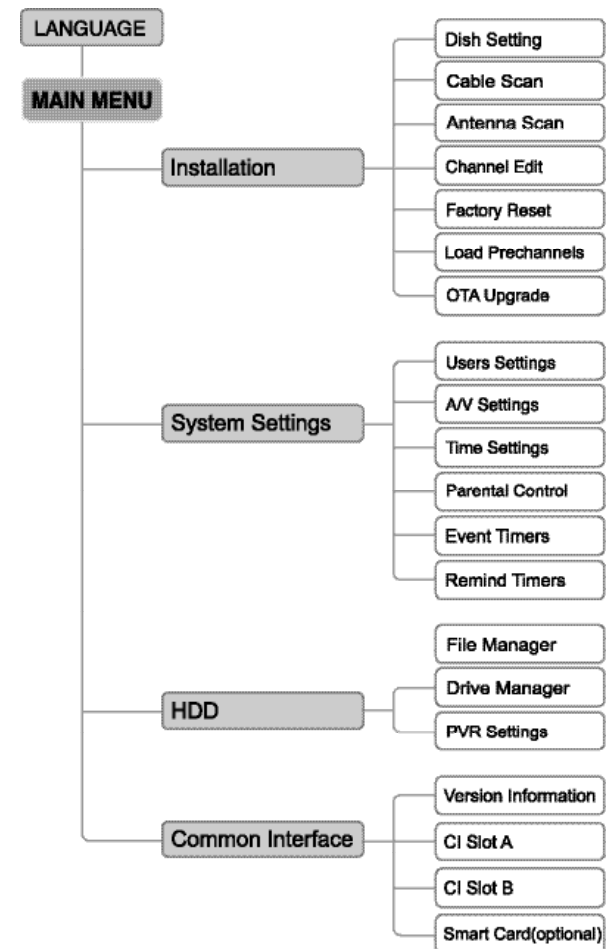 LANGUAGE
MAIN MENU
Installation
Dish Setting
Cable Scan
Antenna Scan
Channel Edit
Factory Reset
Load Prechannels
OTA Upgrade
System Settings
Users Settings
A/V Settings
Time Settings
Parental Control
Event Timers
Remind Timers
HDD
File Manager
Drive Manager
PVR Settings
Common Interface
Version Information
CI Slot A
CI Slot B
Smart Card(optional)